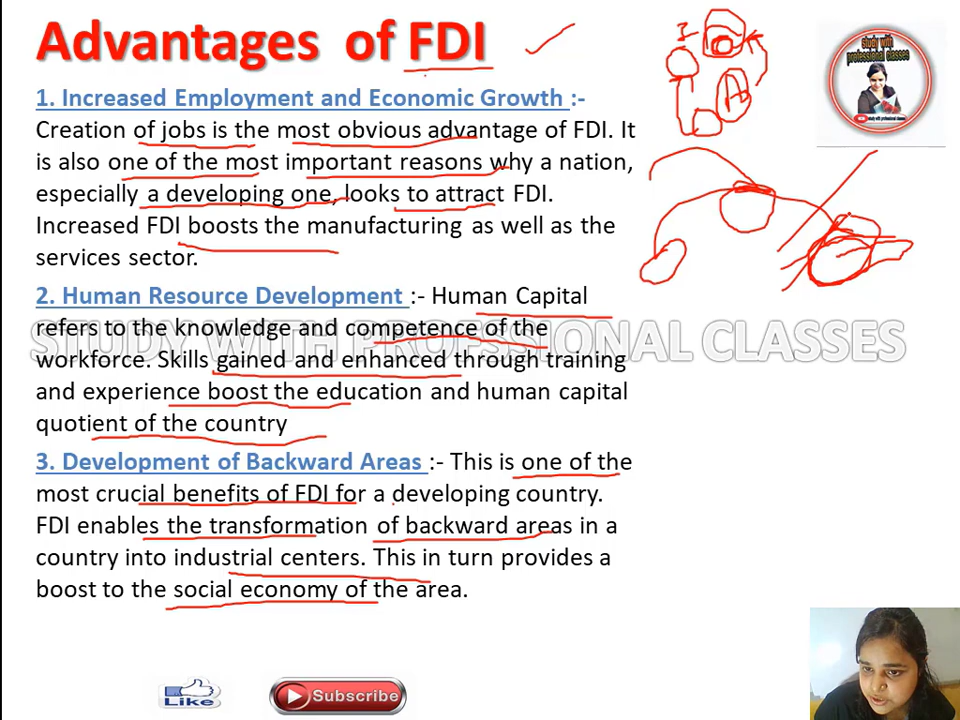 Advantages of FDI
1. Increased Employment and Economic Growth :-
Creation of jobs is the most obvious advantage of FDI. It
is also one of the most important reasons why a nation,
especially a developing one, looks to attract FDI.
Increased FDI boosts the manufacturing as well as the
services sector.
2. Human Resource Development :- Human Capital
refers to the knowledge and competence of the
workforce. Skills gained and enhanced through training
and experience boost the education and human capital
quotient of the country
3. Development of Backward Areas :- This is one of the
most crucial benefits of FDI for a developing country.
FDI enables the transformation of backward areas in a
country into industrial centers. This in turn provides a
boost to the social economy of the area.
STUDY WITH PROFESSIONAL CLASSES
study with
professional classes
Like
Subscribe